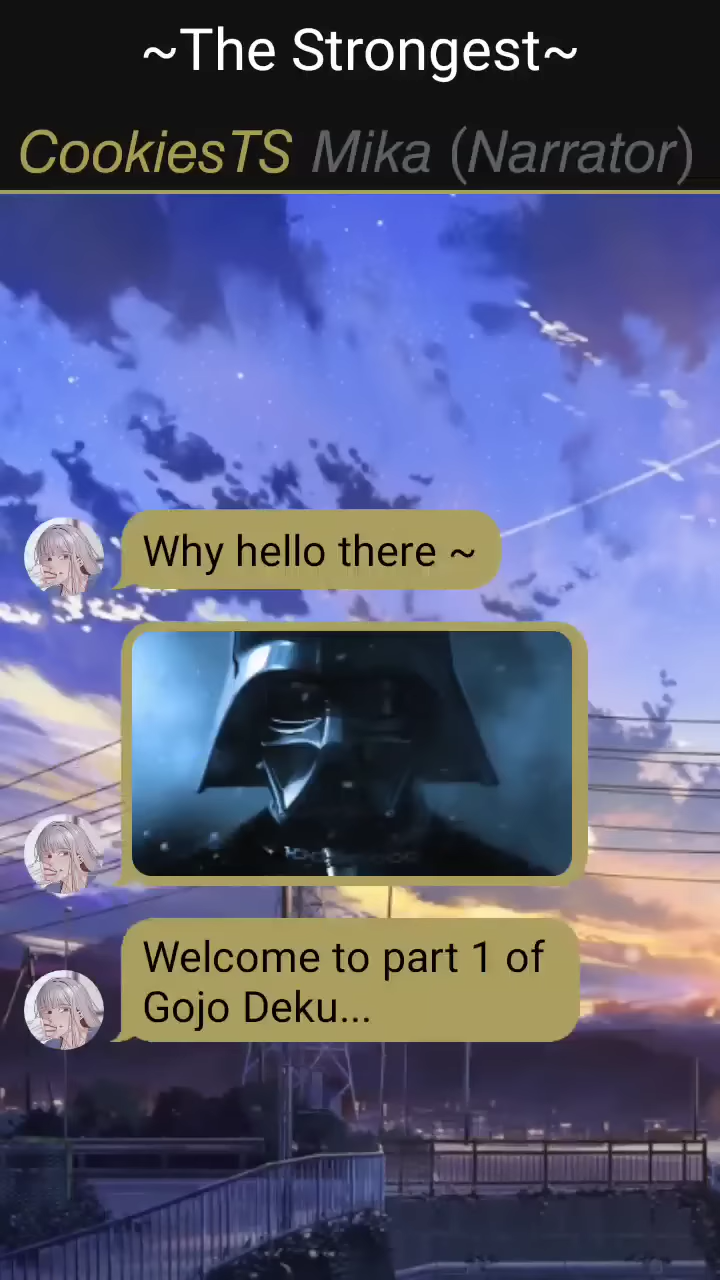 ~The Strongest~
CookiesTS Mika (Narrator)
Why hello there ~
Welcome to part 1 of
Gojo Deku...